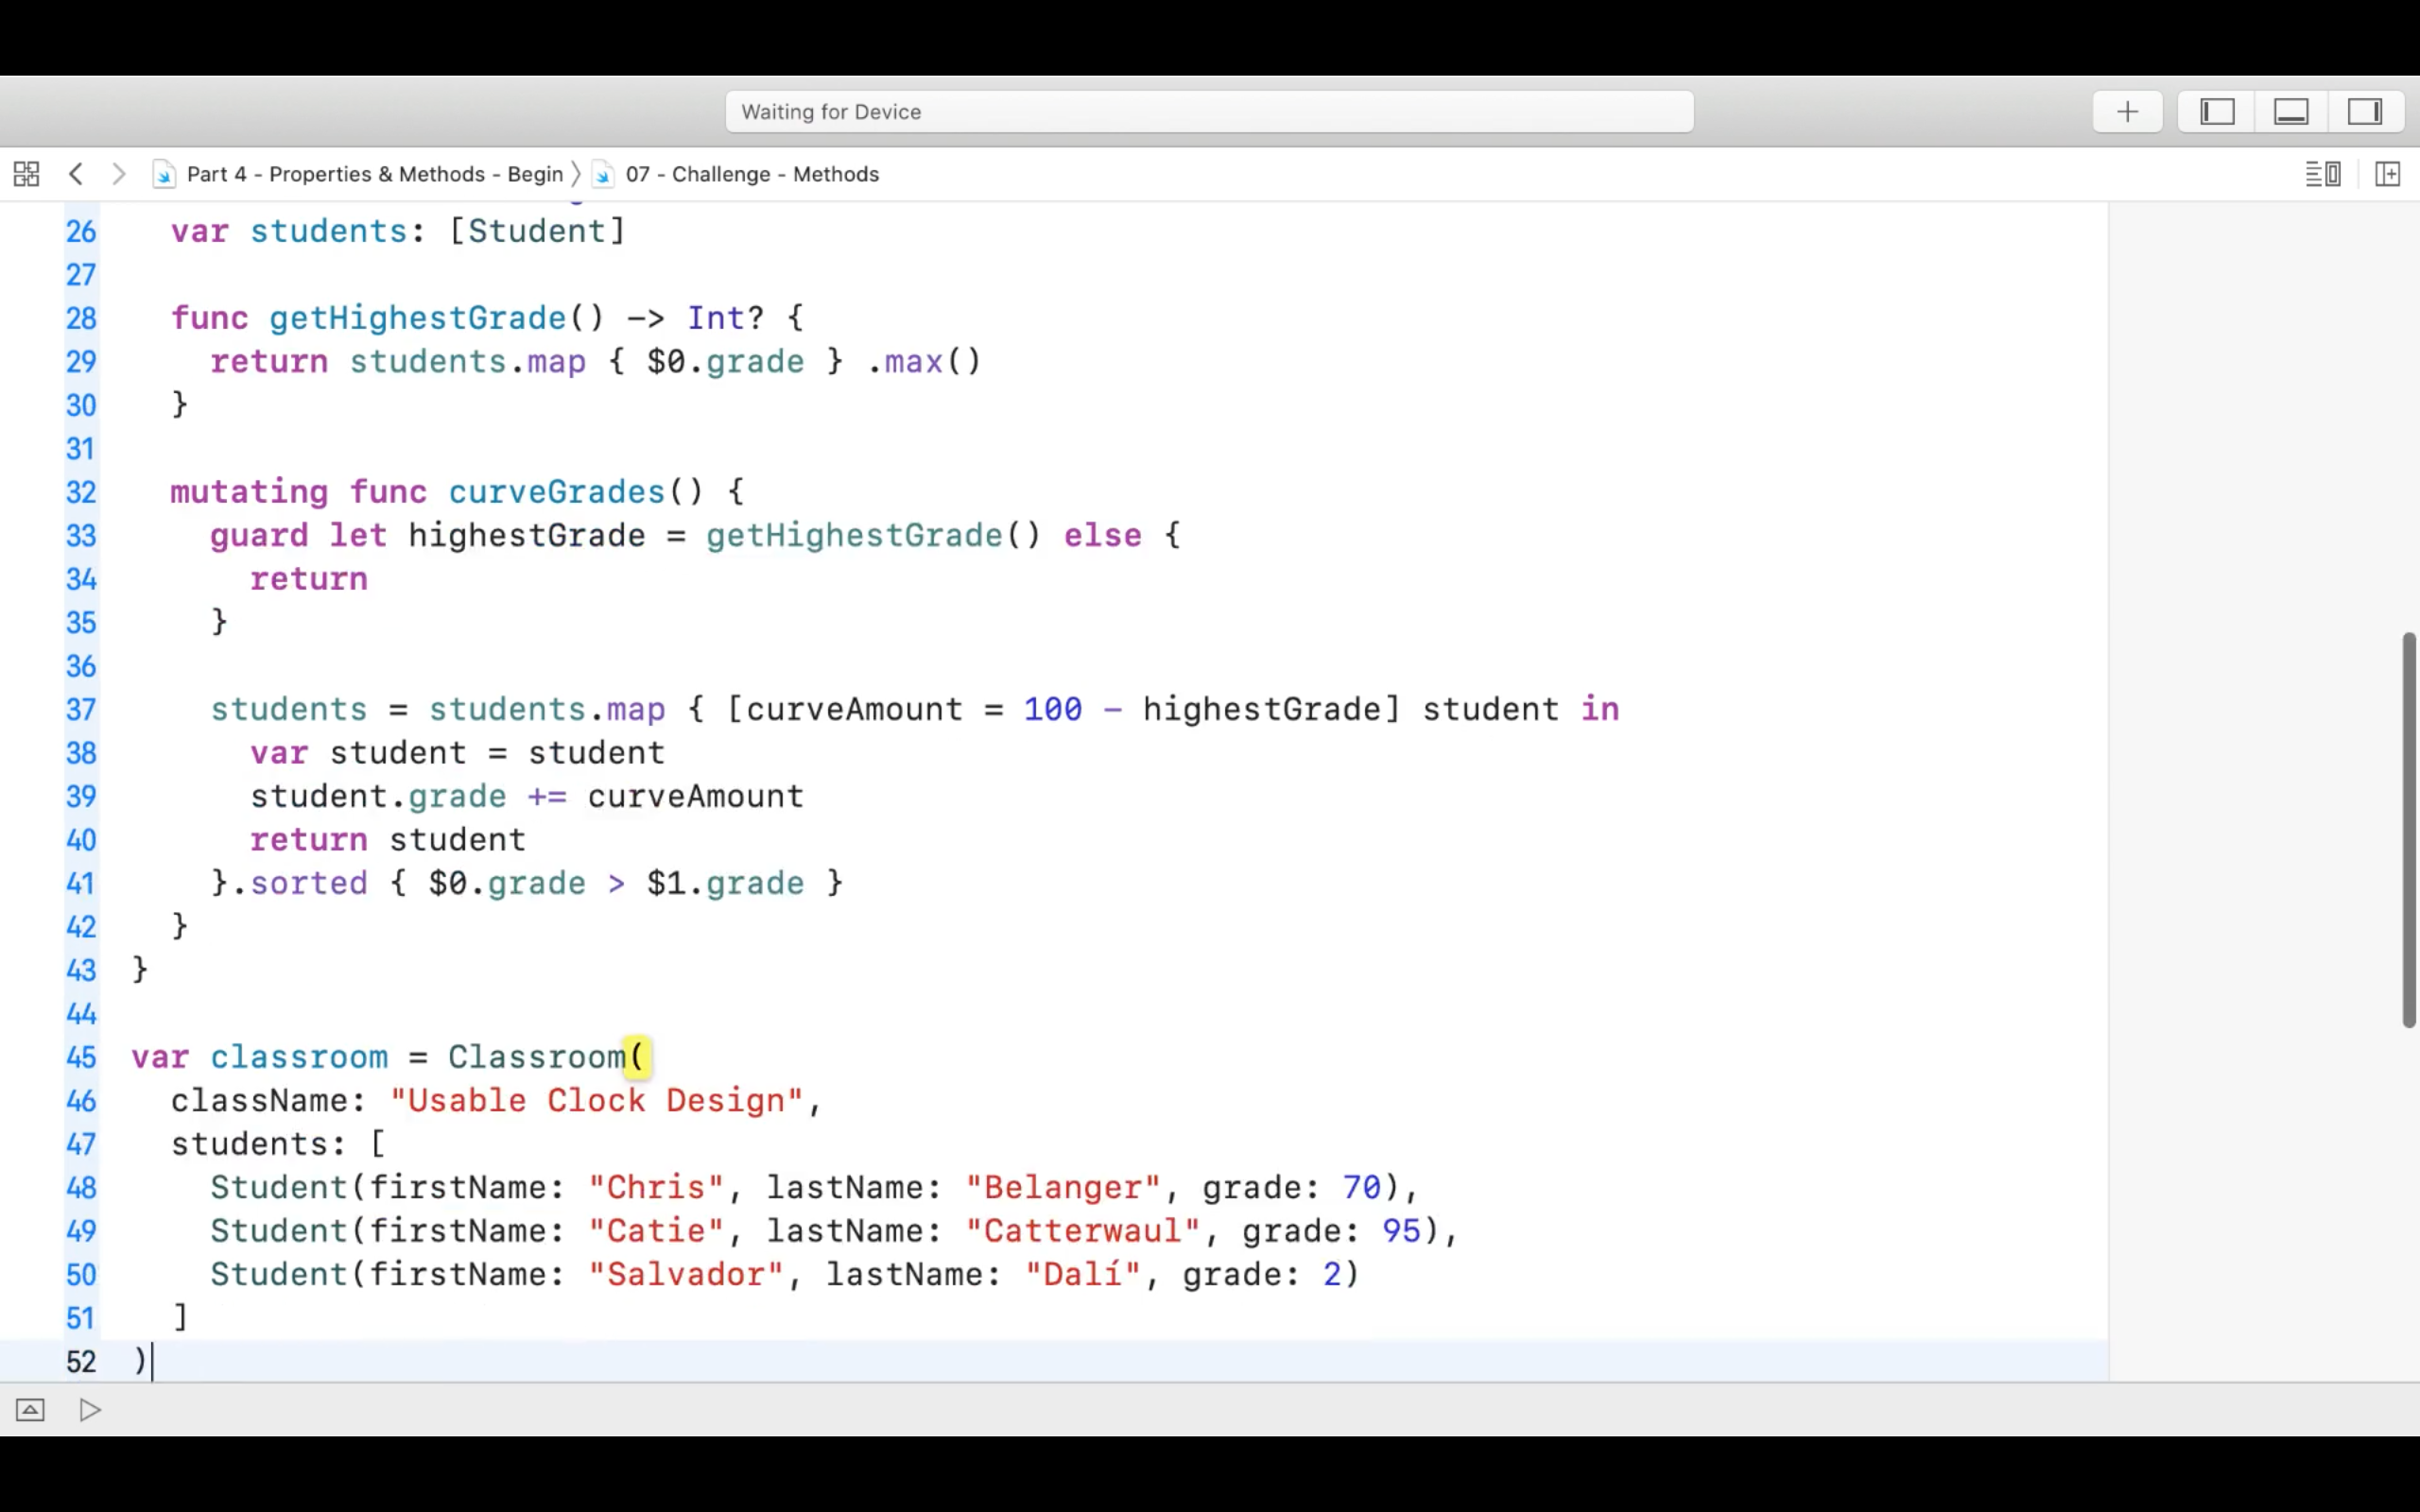 Waiting for Device
Part 4 - Properties & Methods - Begin 〉 07 - Challenge - Methods
26 var students: [Student]
27
28 func getHighestGrade() -> Int? {
29 return students.map { $0.grade } .max()
30 }
31
32 mutating func curveGrades() {
33 guard let highestGrade = getHighestGrade() else {
34 return
35 }
36
37 students = students.map { [curveAmount = 100 - highestGrade] student in
38 var student = student
39 student.grade += curveAmount
40 return student
41 }.sorted { $0.grade > $1.grade }
42 }
43 }
44
45 var classroom = Classroom(
46 className: "Usable Clock Design",
47 students: [
48 Student(firstName: "Chris", lastName: "Belanger", grade: 70),
49 Student(firstName: "Catie", lastName: "Catterwaul", grade: 95),
50 Student(firstName: "Salvador", lastName: "Dalí", grade: 2)
51 ]
52 )